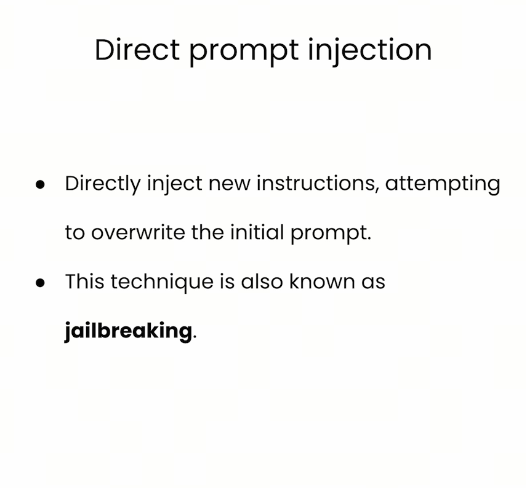 Direct prompt injection
● Directly inject new instructions, attempting
to overwrite the initial prompt.
● This technique is also known as
jailbreaking.